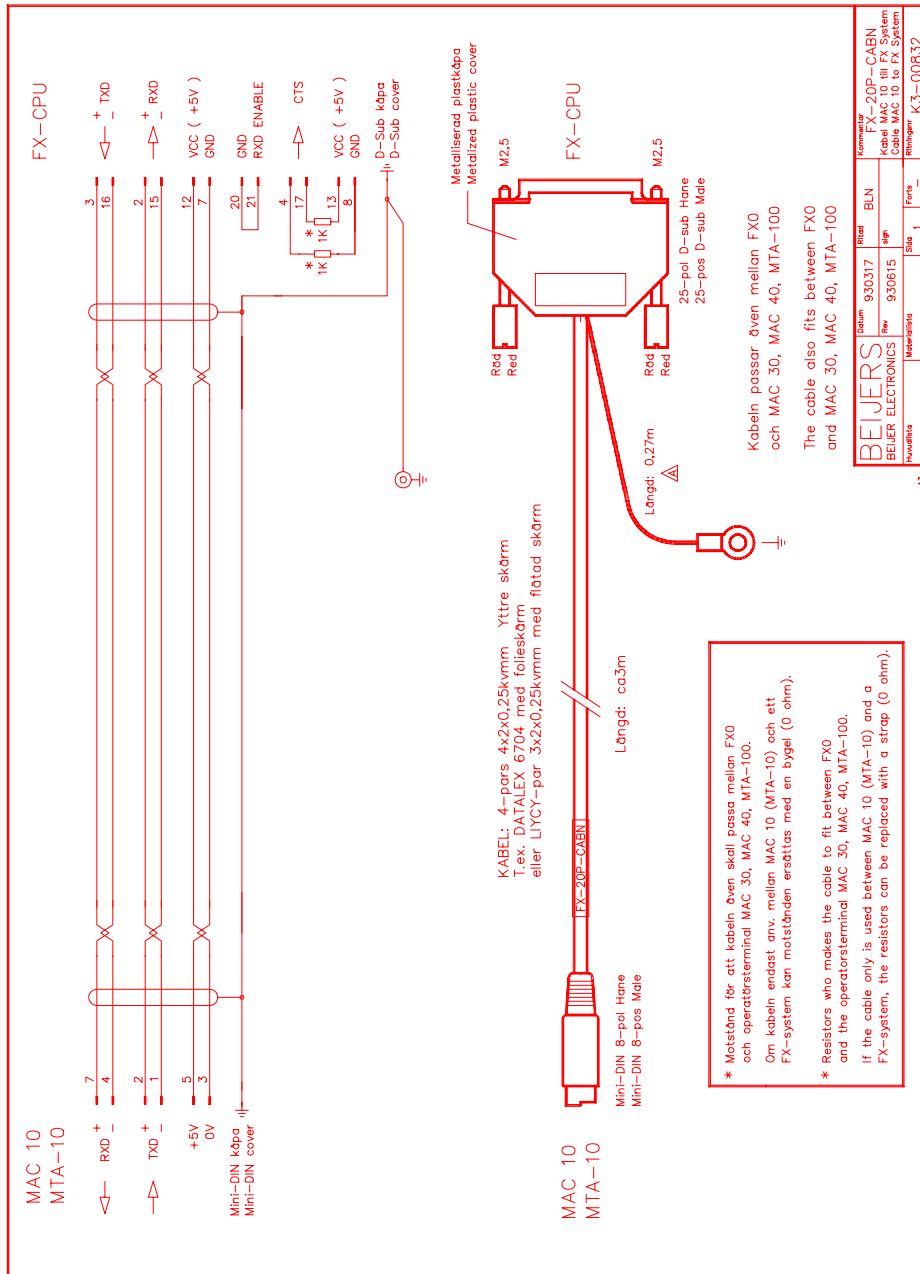 MAC 10
MTA-10
7
4
+
RXD
-
2
1
+
TXD
-
5
3
+5V
0V
Mini-DIN kåpa
Mini-DIN cover
FX-CPU
3
16
+
TXD
-
2
15
+
RXD
-
12
7
VCC ( +5V )
GND
20
21
GND
RXD ENABLE
4
17
CTS
13
8
VCC ( +5V )
GND
*
1K
*
1K
D-Sub kåpa
D-Sub cover
KABEL: 4-pars 4x2x0,25kvmm Yttre skärm
T.ex. DATALEX 6704 med folieskärm
eller LIYCY-par 3x2x0,25kvmm med flätad skärm
MAC 10
MTA-10
Mini-DIN 8-pol Hane
Mini-DIN 8-pos Male
FX-20P-CABN
Längd: ca3m
Längd: 0,27m
A
Metalliserad plastkåpa
Metalized plastic cover
FX-CPU
M2,5
M2,5
Röd
Red
Röd
Red
25-pol D-sub Hane
25-pos D-sub Male
Kabeln passar även mellan FX0
och MAC 30, MAC 40, MTA-100
The cable also fits between FX0
and MAC 30, MAC 40, MTA-100
* Motstånd för att kabeln även skall passa mellan FX0
och operatörsterminal MAC 30, MAC 40, MTA-100.
Om kabeln endast anv. mellan MAC 10 (MTA-10) och ett
FX-system kan motstånden ersättas med en bygel (0 ohm).
* Resistors who makes the cable to fit between FX0
and the operatorsterminal MAC 30, MAC 40, MTA-100.
If the cable only is used between MAC 10 (MTA-10) and a
FX-system, the resistors can be replaced with a strap (0 ohm).
BEIJERS
BEIJER ELECTRONICS
Datum
930317
Ritad
BLN
Rev
930615
sign
Kommentar
FX-20P-CABN
Kabel MAC 10 till FX System
Cable MAC 10 to FX System
Huvudlista
Materiallista
Sida
1
Forts
-
Ritningsnr
K3-00832